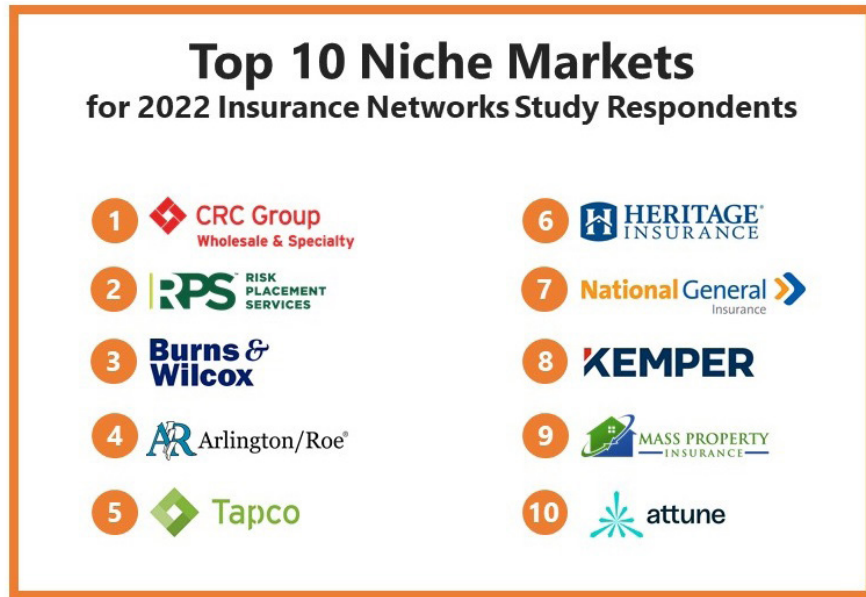 Top 10 Niche Markets
for 2022 Insurance Networks Study Respondents
1 CRC Group
Wholesale & Specialty
2 RPS™ RISK
PLACEMENT
SERVICES
3 Burns &
Wilcox
4 AR Arlington/Roe®
5 Tapco
6 H HERITAGE®
INSURANCE
7 National General
Insurance
8 KEMPER
9 MASS PROPERTY
INSURANCE
10 attune